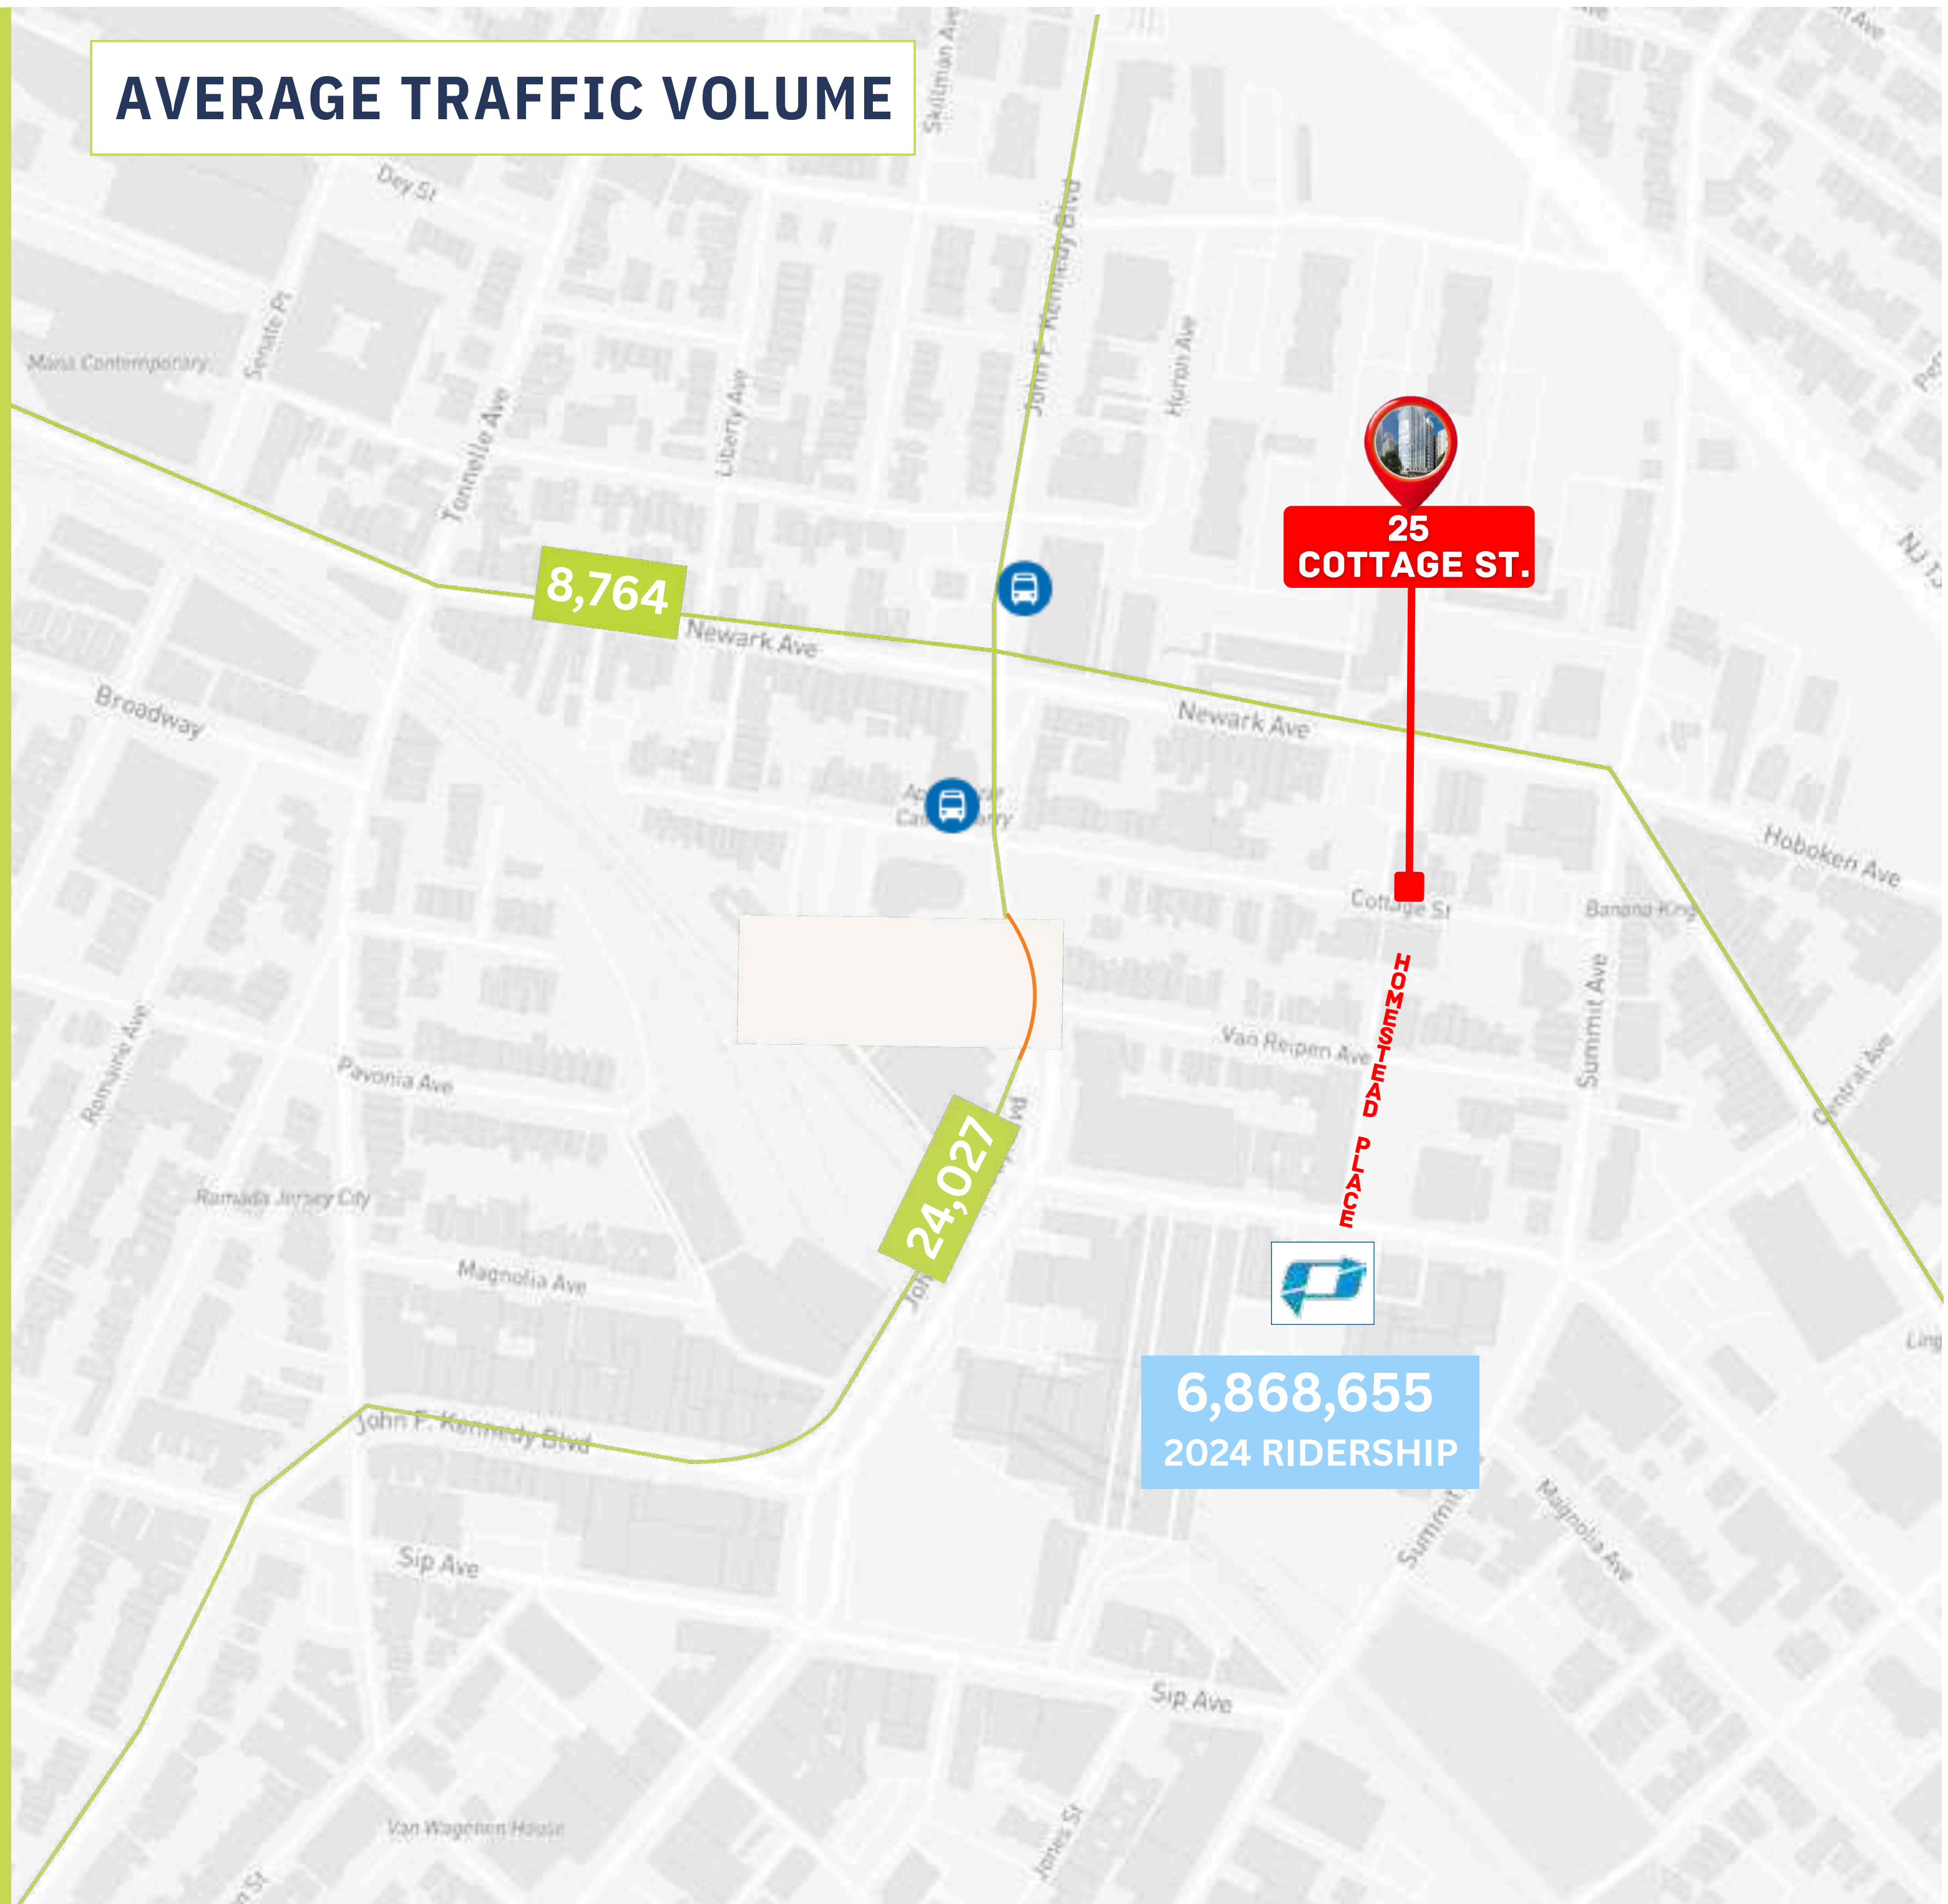 AVERAGE TRAFFIC VOLUME
Skillman Ave
Dey St
John F. Kennedy Blvd
Senate Pl
Mana Contemporary
Huron Ave
Liberty Ave
Tonnelle Ave
25
COTTAGE ST.
8,764
Newark Ave
Newark Ave
Broadway
Hoboken Ave
Cottage St
Banana King
HOMESTEAD PLACE
Summit Ave
Van Reipen Ave
Romaine Ave
Pavonia Ave
Central Ave
24,027
Ramada Jersey City
Magnolia Ave
6,868,655
2024 RIDERSHIP
John F. Kennedy Blvd
Summit
Magnolia Ave
Sip Ave
Sip Ave
Van Wagenen House
Jones St